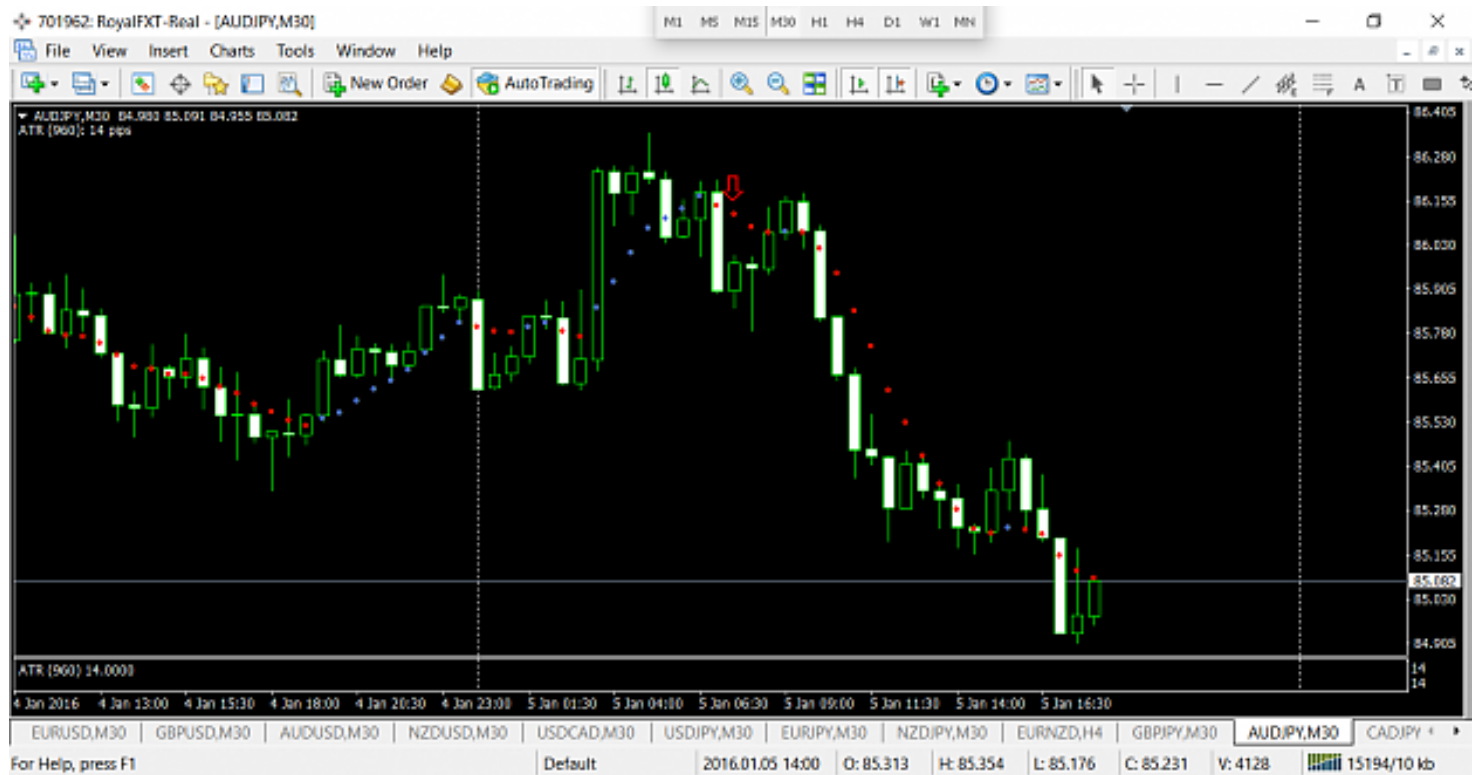 701962: RoyalFXT-Real - [AUDJPY,M30]
M1 M5 M15 M30 H1 H4 D1 W1 MN
File View Insert Charts Tools Window Help
New Order AutoTrading
AUDJPY,M30 84.980 85.091 84.955 85.082
ATR (960): 14 pips
86.405
86.280
86.155
86.030
85.905
85.780
85.655
85.530
85.405
85.280
85.155
85.082
85.030
84.905
ATR (960) 14.0000
14
14
4 Jan 2016 4 Jan 13:00 4 Jan 15:30 4 Jan 18:00 4 Jan 20:30 4 Jan 23:00 5 Jan 01:30 5 Jan 04:00 5 Jan 06:30 5 Jan 09:00 5 Jan 11:30 5 Jan 14:00 5 Jan 16:30
EURUSD,M30 GBPUSD,M30 AUDUSD,M30 NZDUSD,M30 USDCAD,M30 USDJPY,M30 EURJPY,M30 NZDJPY,M30 EURNZD,H4 GBPJPY,M30 AUDJPY,M30 CADJPY
For Help, press F1 Default 2016.01.05 14:00 O: 85.313 H: 85.354 L: 85.176 C: 85.231 V: 4128 15194/10 kb